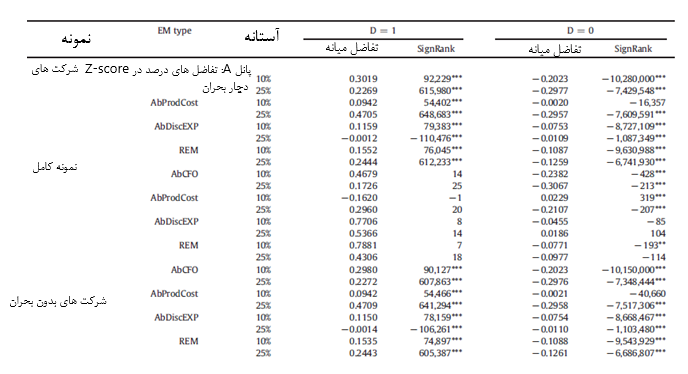 نمونه EM type آستانه D = 1 D = 0
تفاضل میانه SignRank تفاضل میانه SignRank
پانل A: تفاضل های درصد در Z-score شرکت های
دچار بحران
10% 0.3019 92,229*** −0.2023 −10,280,000***
25% 0.2269 615,980*** −0.2977 −7,429,548***
AbProdCost 10% 0.0942 54,402*** −0.0020 −16,357
25% 0.4705 648,683*** −0.2957 −7,609,591***
AbDiscEXP 10% 0.1159 79,383*** −0.0753 −8,727,109***
25% −0.0012 −110,476*** −0.0109 −1,087,349***
REM 10% 0.1552 76,045*** −0.1087 −9,630,988***
نمونه کامل 25% 0.2444 612,233*** −0.1259 −6,741,930***
AbCFO 10% 0.4679 14 −0.2382 −428***
25% 0.1726 25 −0.3067 −213***
AbProdCost 10% −0.1620 −1 0.0229 319***
25% 0.2960 20 −0.2107 −207***
AbDiscEXP 10% 0.7706 8 −0.0455 −85
25% 0.5366 14 0.0186 104
REM 10% 0.7881 7 −0.0771 −193**
25% 0.4306 18 −0.0977 −114
AbCFO 10% 0.2980 90,127*** −0.2023 −10,150,000***
25% 0.2272 607,863*** −0.2976 −7,348,444***
شرکت های بدون بحران AbProdCost 10% 0.0942 54,466*** −0.0021 −40,660
25% 0.4709 641,294*** −0.2958 −7,517,306***
AbDiscEXP 10% 0.1150 78,159*** −0.0754 −8,668,467***
25% −0.0014 −106,261*** −0.0110 −1,103,480***
REM 10% 0.1535 74,897*** −0.1088 −9,543,929***
25% 0.2443 605,387*** −0.1261 −6,686,807***